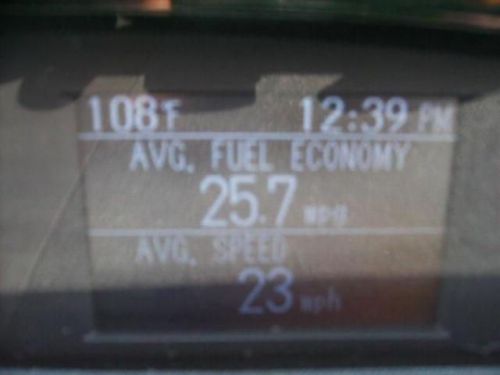 108F 12:39 PM
AVG. FUEL ECONOMY
25.7 mpg
AVG. SPEED
23 mph